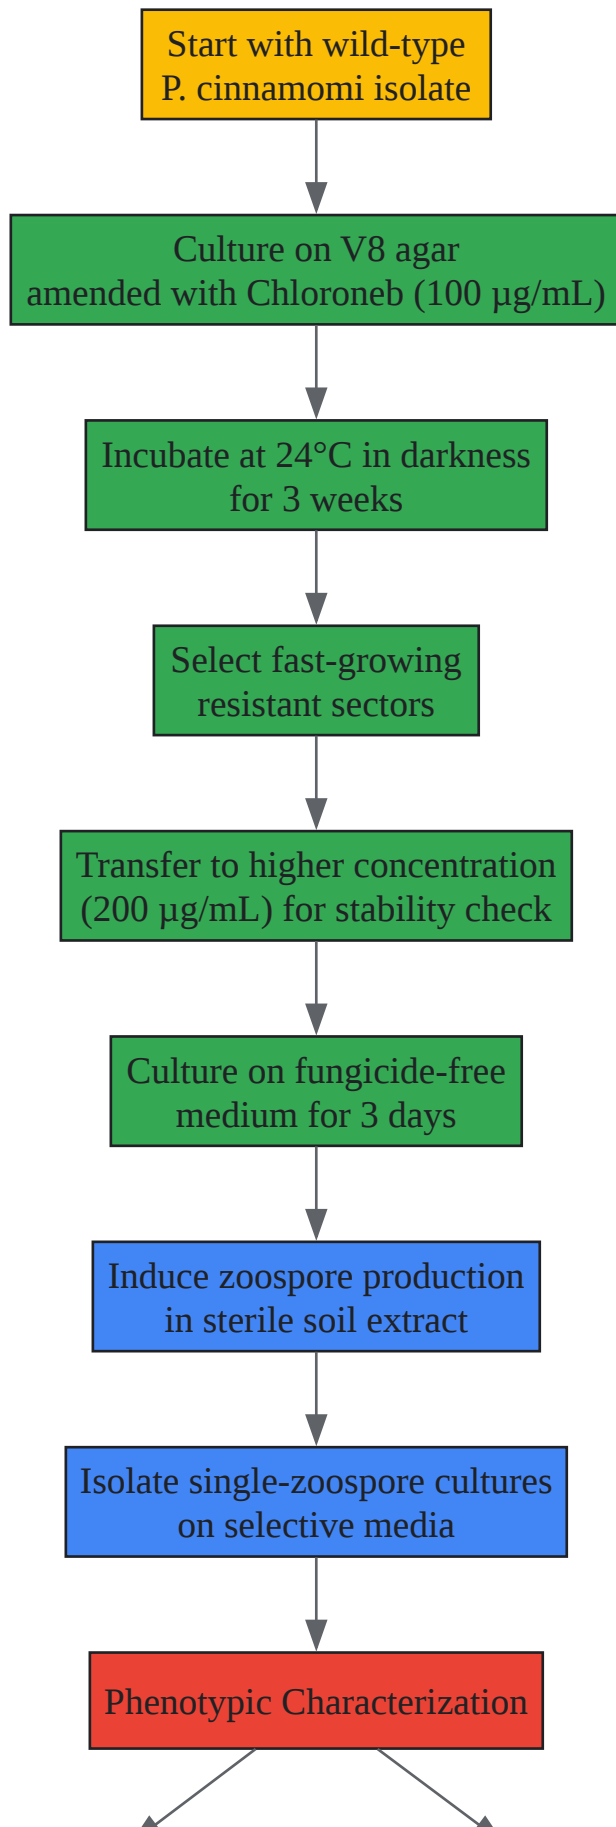 Start with wild-type
P. cinnamomi isolate
Culture on V8 agar
amended with Chloroneb (100 µg/mL)
Incubate at 24°C in darkness
for 3 weeks
Select fast-growing
resistant sectors
Transfer to higher concentration
(200 µg/mL) for stability check
Culture on fungicide-free
medium for 3 days
Induce zoospore production
in sterile soil extract
Isolate single-zoospore cultures
on selective media
Phenotypic Characterization